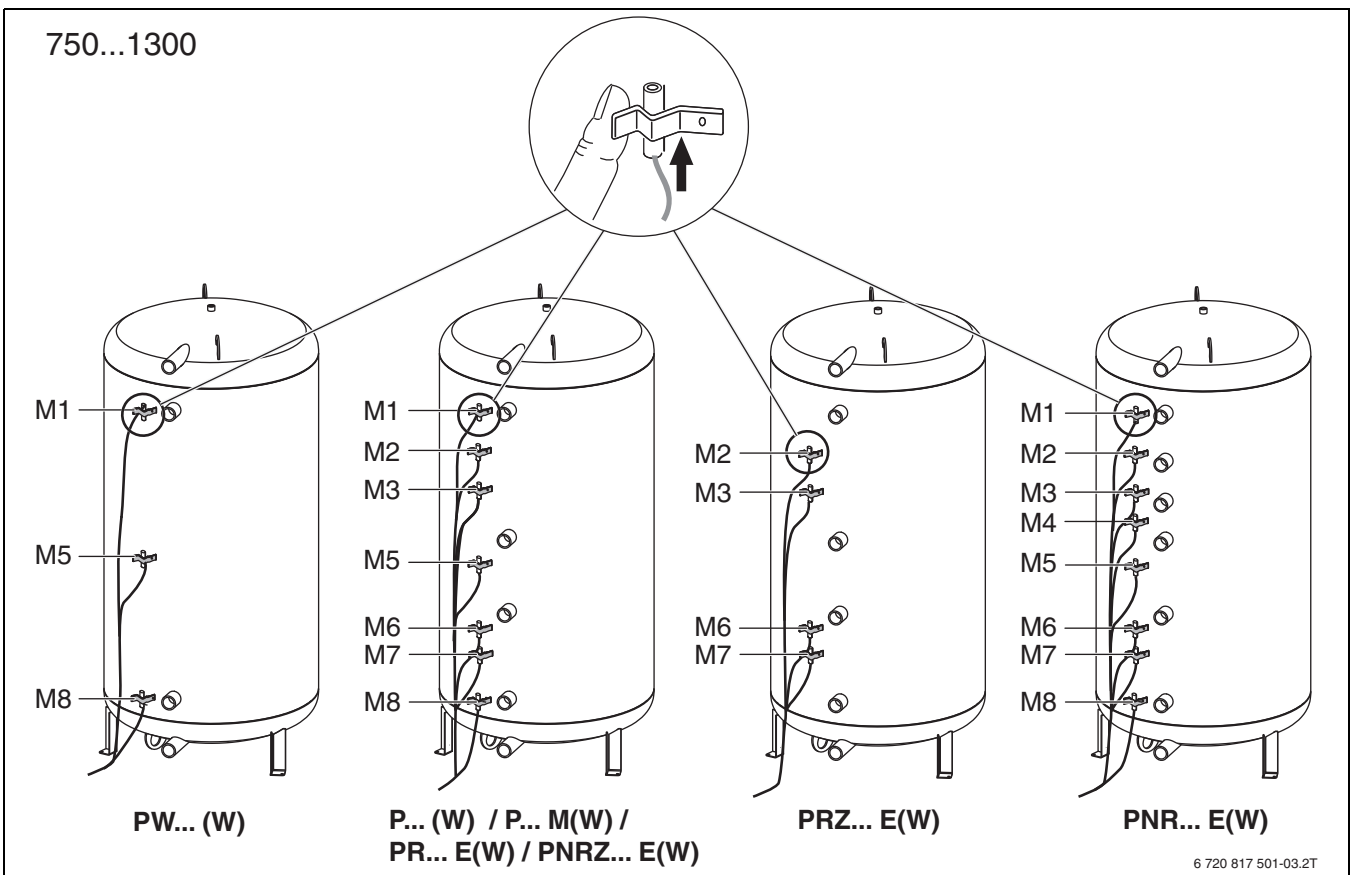 750...1300
M1
M5
M8
M1
M2
M3
M5
M6
M7
M8
M2
M3
M6
M7
M1
M2
M3
M4
M5
M6
M7
M8
PW... (W)
P... (W) / P... M(W) /
PR... E(W) / PNRZ... E(W)
PRZ... E(W)
PNR... E(W)
6 720 817 501-03.2T